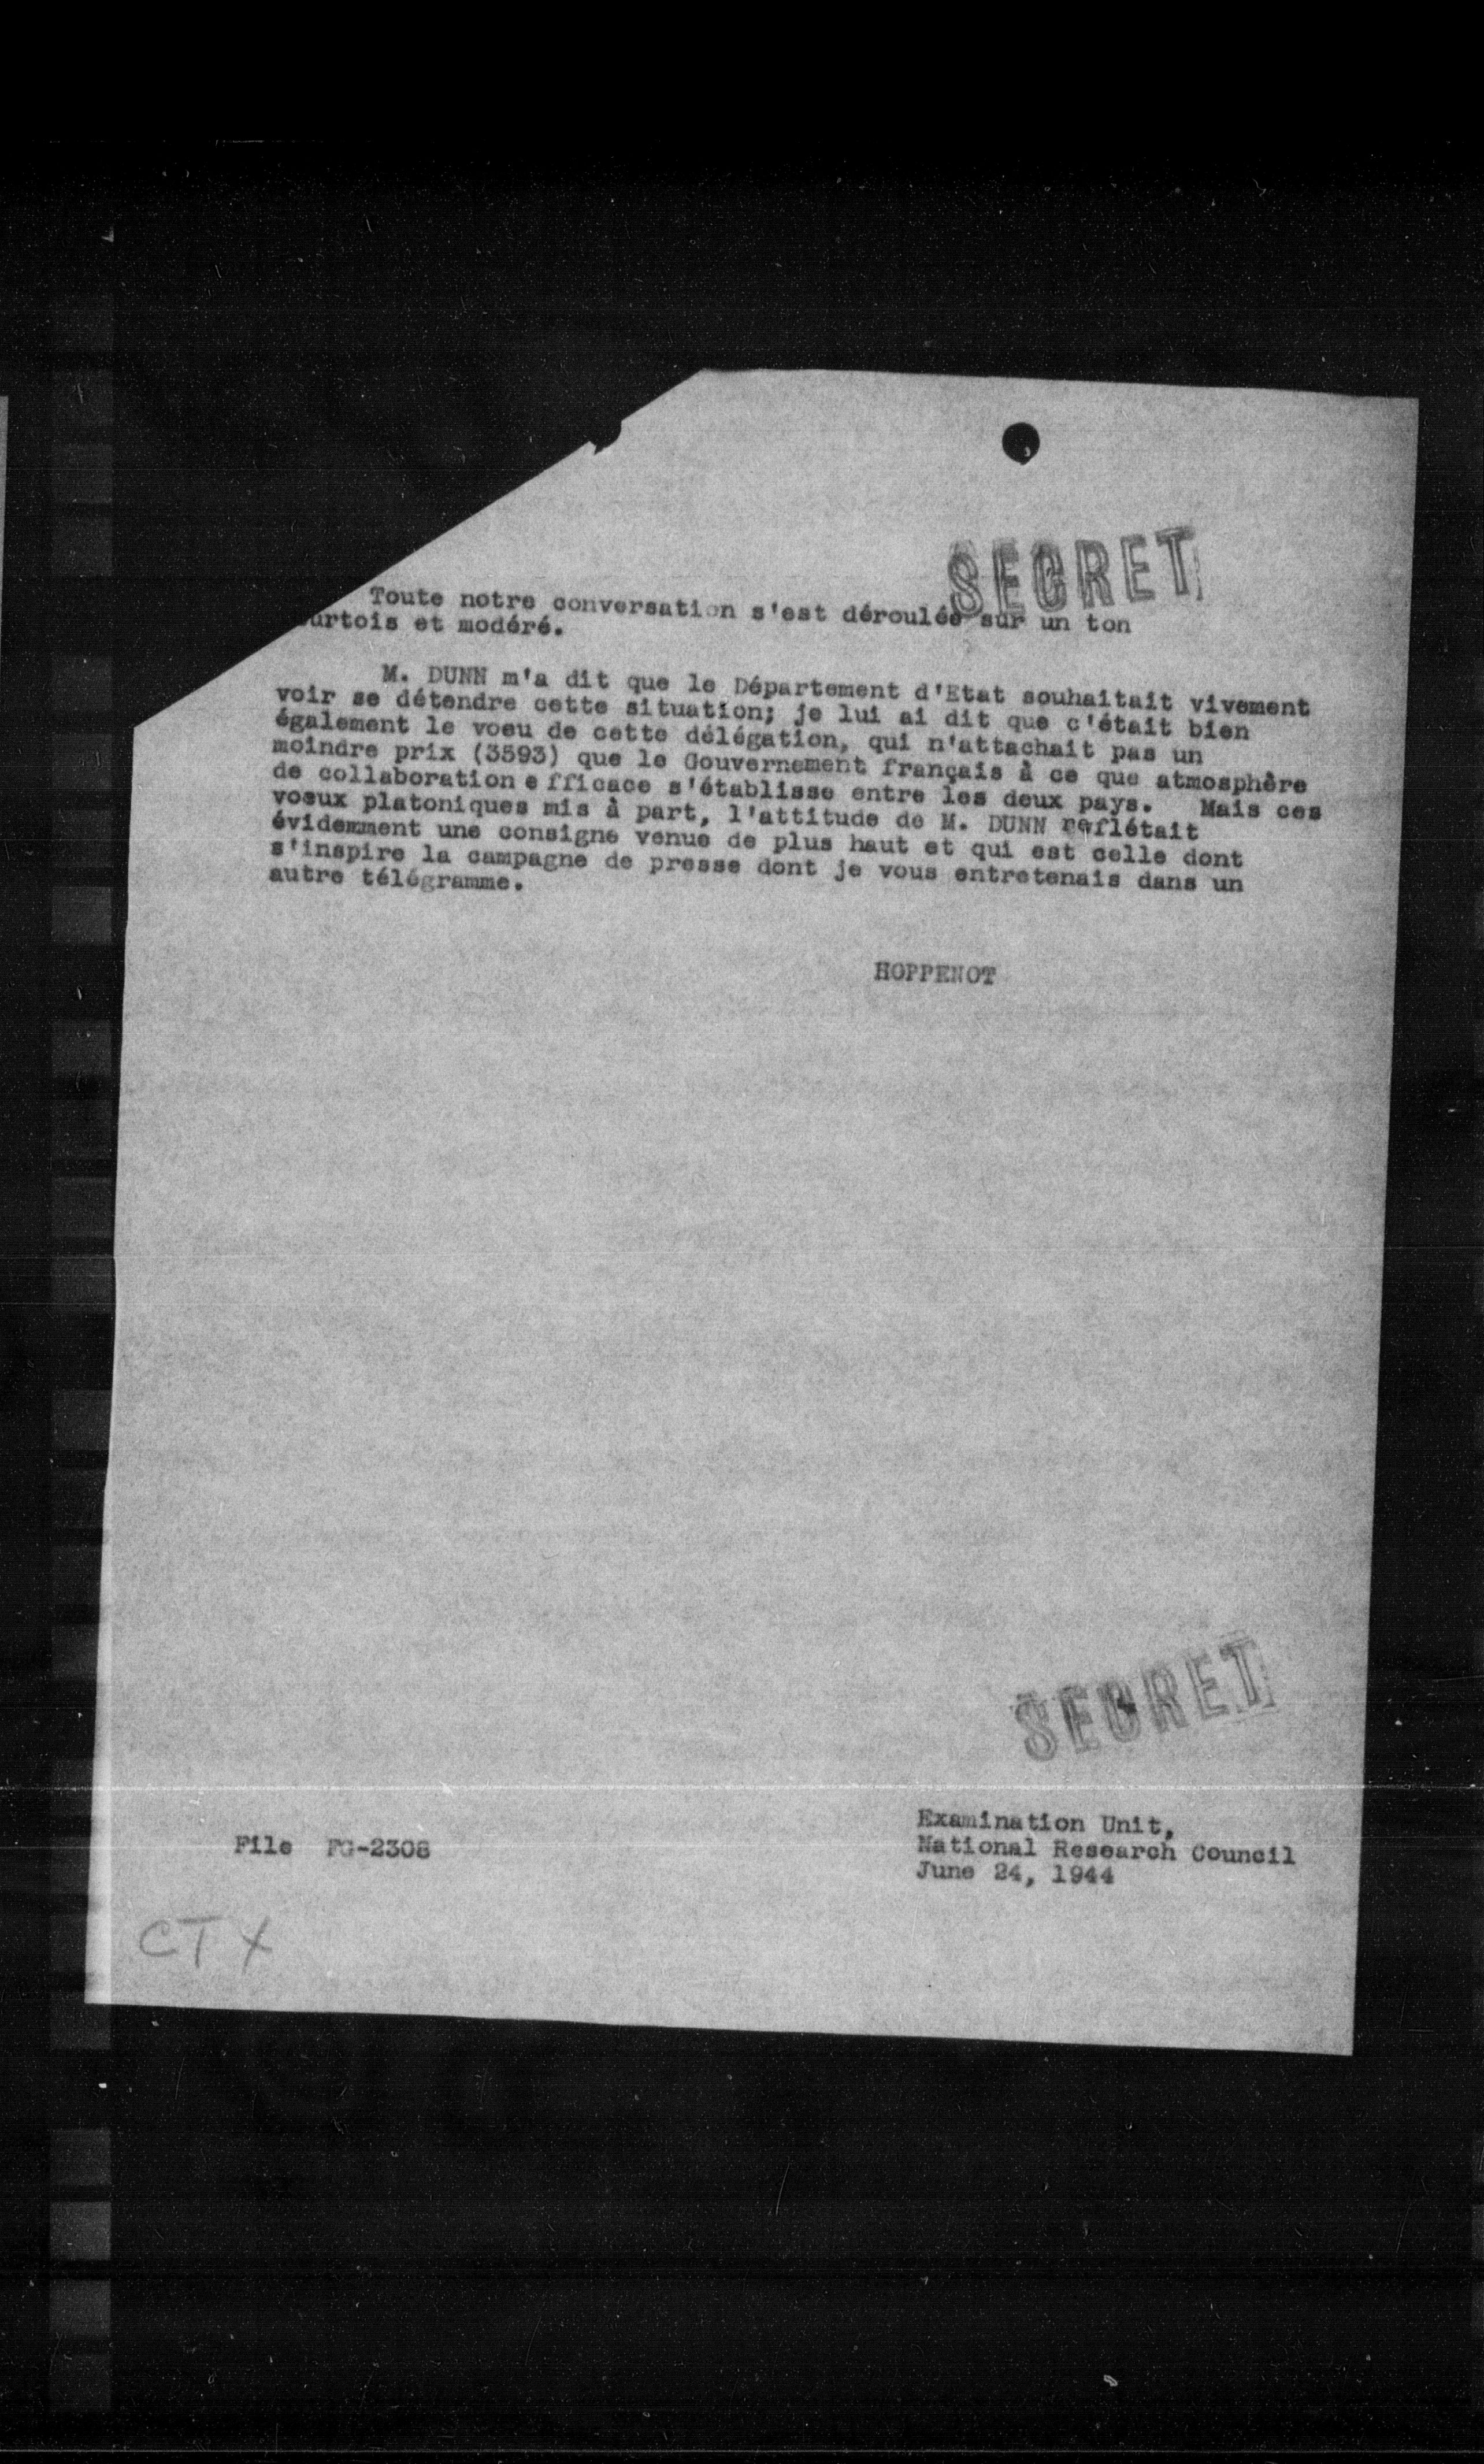 SECRET
Toute notre conversation s'est déroulée sur un ton
urtois et modéré.
M. DUNN m'a dit que le Département d'Etat souhaitait vivement
voir se détendre cette situation; je lui ai dit que c'était bien
également le voeu de cette délégation, qui n'attachait pas un
moindre prix (3593) que le Gouvernement français à ce que atmosphère
de collaboration efficace s'établisse entre les deux pays. Mais ces
voeux platoniques mis à part, l'attitude de M. DUNN reflétait
évidemment une consigne venue de plus haut et qui est celle dont
s'inspire la campagne de presse dont je vous entretenais dans un
autre télégramme.
HOPPENOT
SECRET
Examination Unit,
National Research Council
June 24, 1944
File FG-2308
CTX